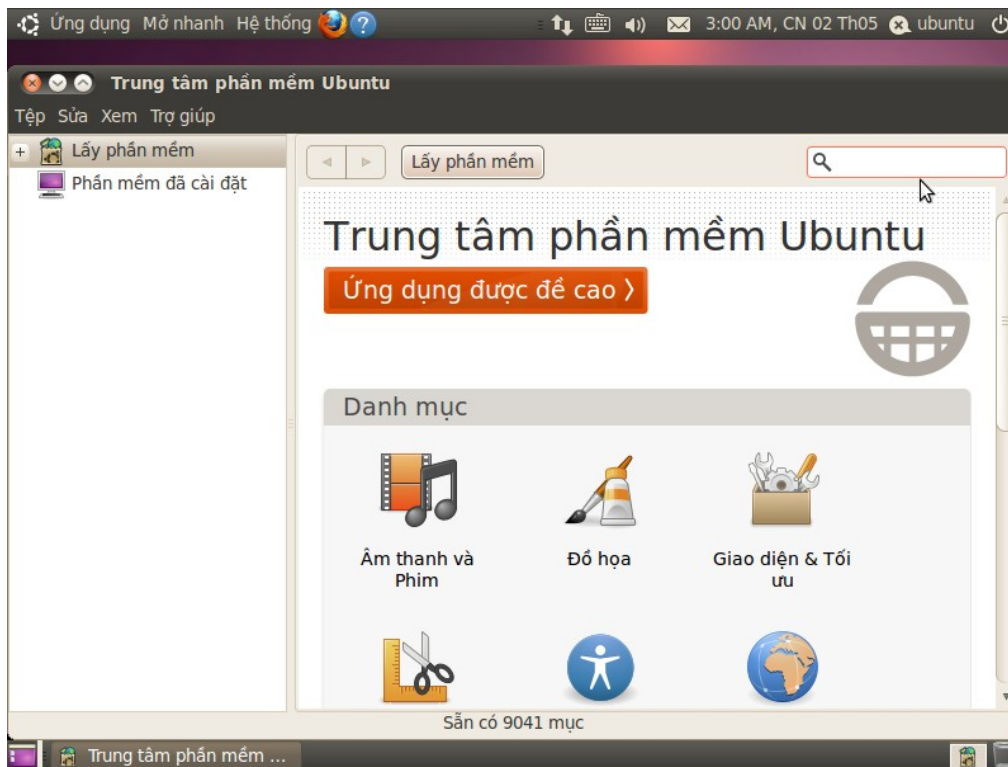 Ứng dụng Mở nhanh Hệ thống 3:00 AM, CN 02 Th05 ubuntu
Trung tâm phần mềm Ubuntu
Tệp Sửa Xem Trợ giúp
Lấy phần mềm
Phần mềm đã cài đặt
Lấy phần mềm
Trung tâm phần mềm Ubuntu
Ứng dụng được đề cao
Danh mục
Âm thanh và
Phim
Đồ họa
Giao diện & Tối
ưu
Sẵn có 9041 mục
Trung tâm phần mềm ...